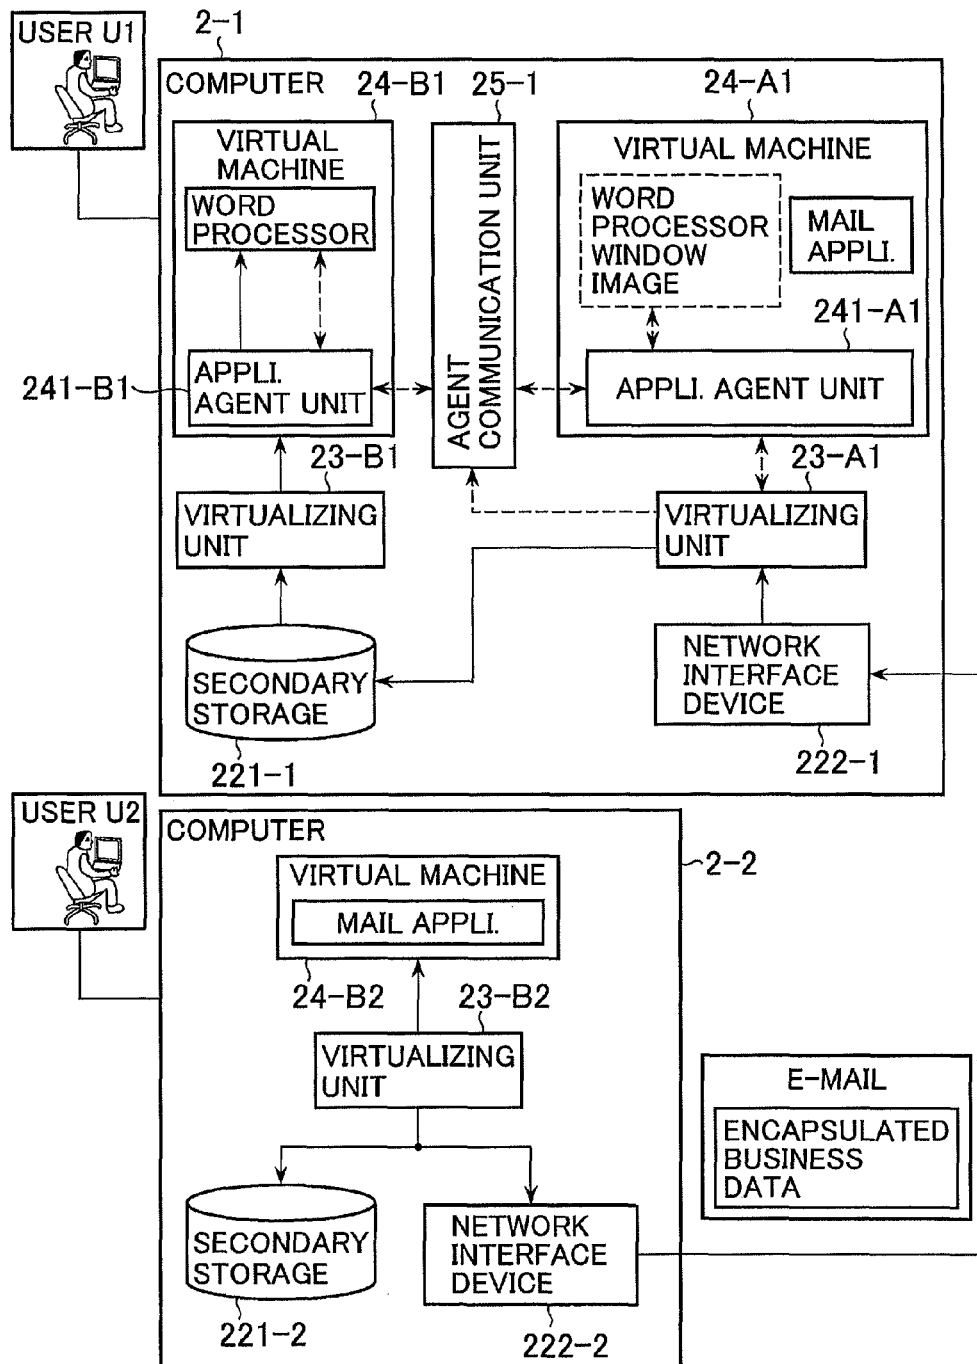 USER U1
2-1
COMPUTER
24-B1
25-1
24-A1
VIRTUAL
MACHINE
WORD
PROCESSOR
AGENT
COMMUNICATION UNIT
VIRTUAL MACHINE
WORD
PROCESSOR
WINDOW
IMAGE
MAIL
APPLI.
241-A1
241-B1
APPLI.
AGENT UNIT
APPLI. AGENT UNIT
23-B1
23-A1
VIRTUALIZING
UNIT
VIRTUALIZING
UNIT
SECONDARY
STORAGE
NETWORK
INTERFACE
DEVICE
221-1
222-1
USER U2
COMPUTER
2-2
VIRTUAL MACHINE
MAIL APPLI.
24-B2
23-B2
VIRTUALIZING
UNIT
E-MAIL
ENCAPSULATED
BUSINESS
DATA
SECONDARY
STORAGE
NETWORK
INTERFACE
DEVICE
221-2
222-2